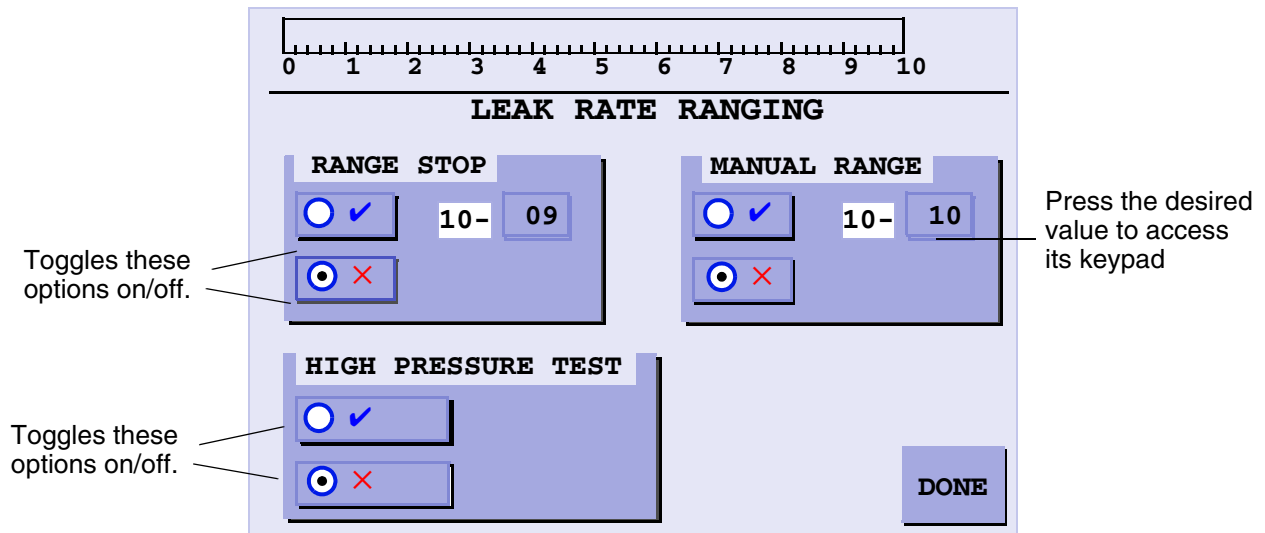 0 1 2 3 4 5 6 7 8 9 10
LEAK RATE RANGING
RANGE STOP
✔ 10- 09
✕
MANUAL RANGE
✔ 10- 10
✕
Press the desired
value to access
its keypad
Toggles these
options on/off.
HIGH PRESSURE TEST
✔
✕
Toggles these
options on/off.
DONE